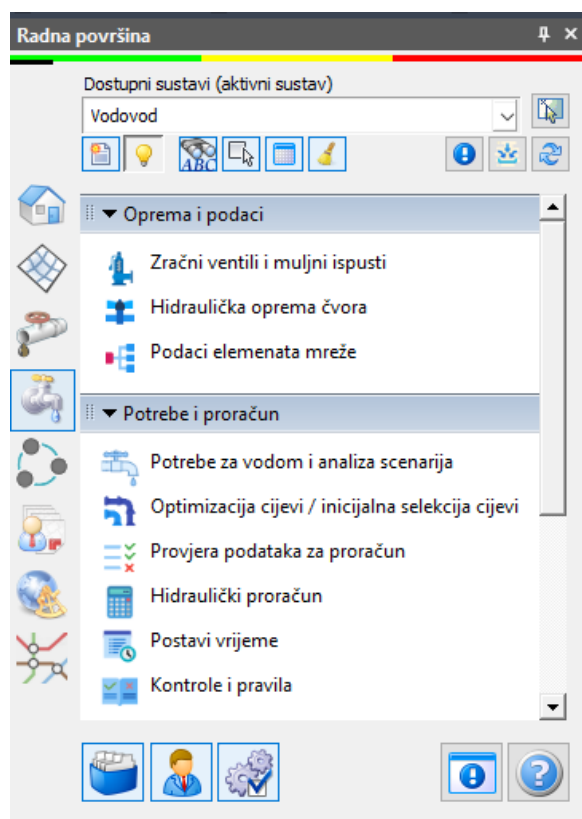 Radna površina
Dostupni sustavi (aktivni sustav)
Vodovod
ABC
Oprema i podaci
Zračni ventili i muljni ispusti
Hidraulička oprema čvora
Podaci elemenata mreže
Potrebe i proračun
Potrebe za vodom i analiza scenarija
Optimizacija cijevi / inicijalna selekcija cijevi
Provjera podataka za proračun
Hidraulički proračun
Postavi vrijeme
Kontrole i pravila